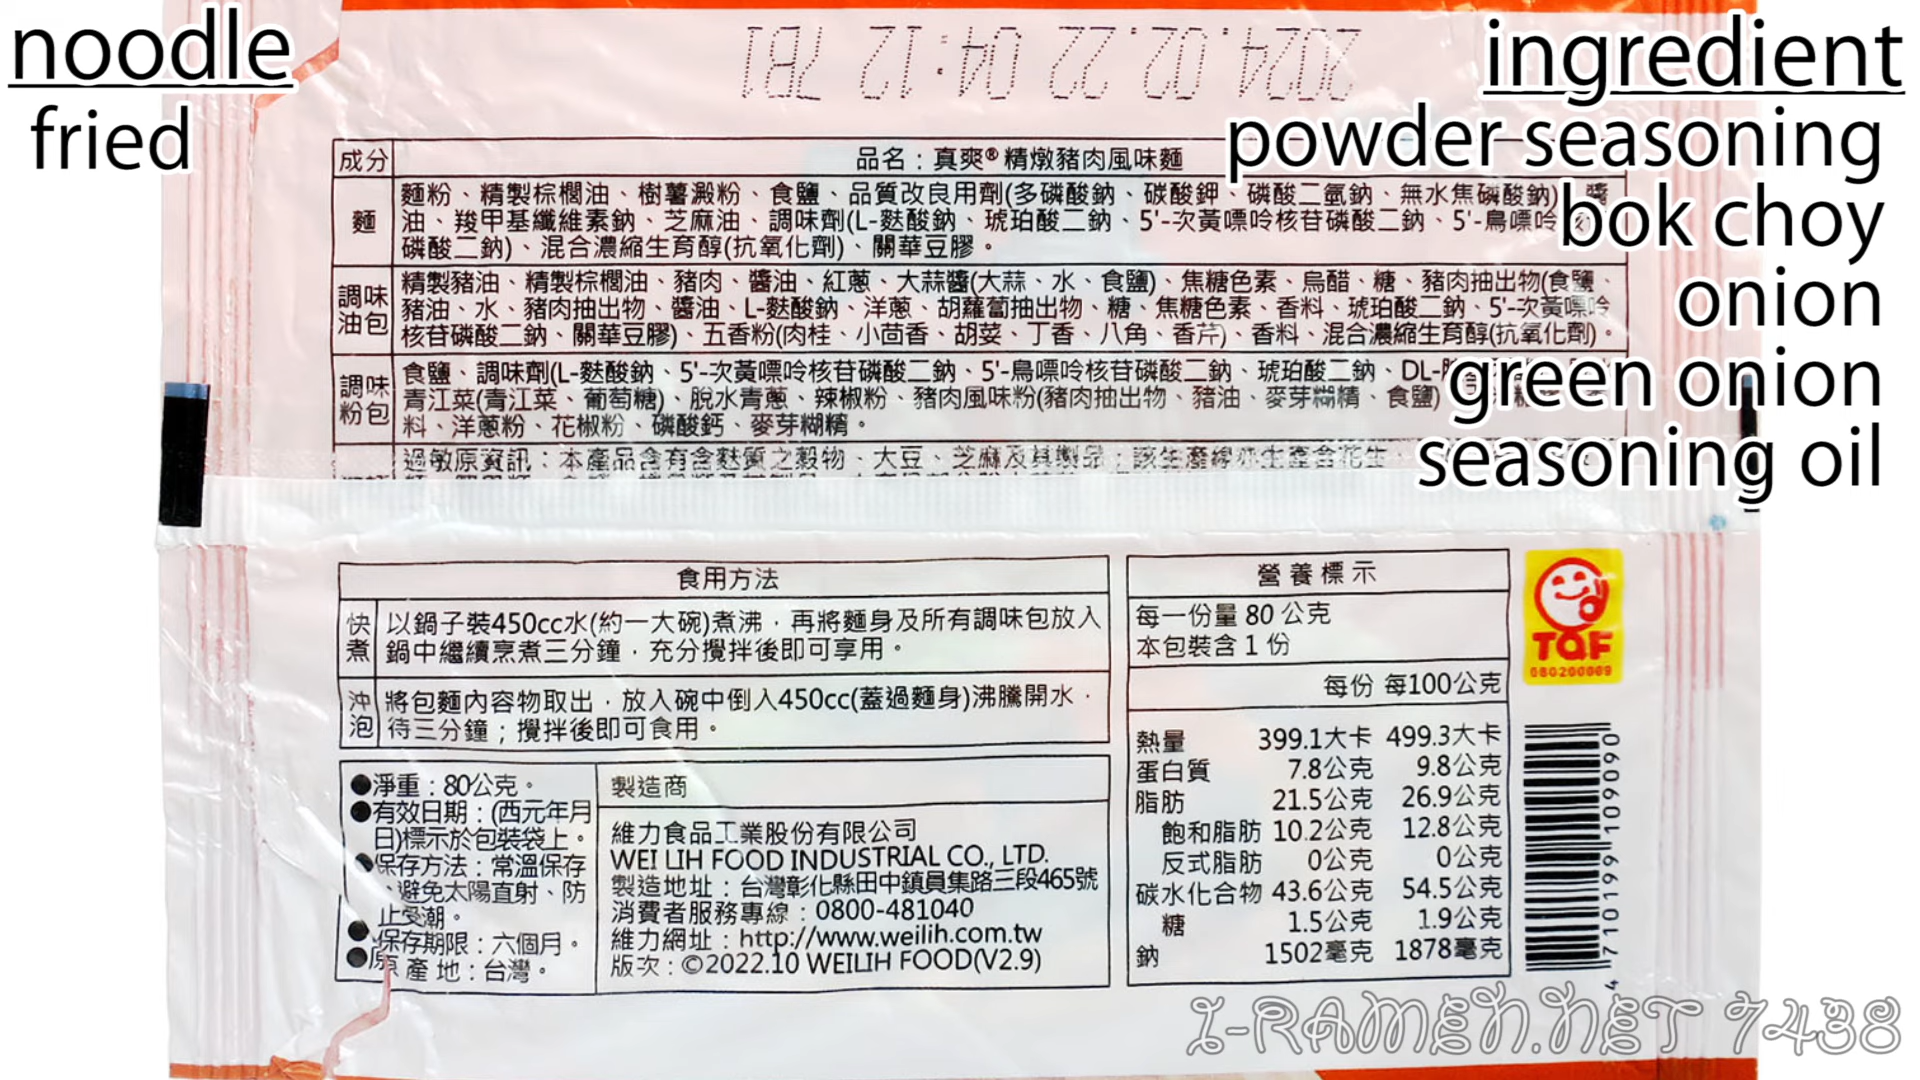 noodle
fried
ingredient
powder seasoning
bok choy
onion
green onion
seasoning oil
2024.02.22 04:12 TB1
成分
品名：真爽®精燉豬肉風味麵
麵
麵粉、精製棕櫚油、樹薯澱粉、食鹽、品質改良用劑(多磷酸鈉、碳酸鉀、磷酸二氫鈉、無水焦磷酸鈉)、醬
油、羧甲基纖維素鈉、芝麻油、調味劑(L-麩酸鈉、琥珀酸二鈉、5'-次黃嘌呤核苷磷酸二鈉、5'-鳥嘌呤核
磷酸二鈉)、混合濃縮生育醇(抗氧化劑)、關華豆膠。
調味
油包
精製豬油、精製棕櫚油、豬肉、醬油、紅蔥、大蒜醬(大蒜、水、食鹽)、焦糖色素、烏醋、糖、豬肉抽出物(食鹽、
豬油、水、豬肉抽出物、醬油、L-麩酸鈉、洋蔥、胡蘿蔔抽出物、糖、焦糖色素、香料、琥珀酸二鈉、5'-次黃嘌呤
核苷磷酸二鈉、關華豆膠)、五香粉(肉桂、小茴香、胡荽、丁香、八角、香芹)、香料、混合濃縮生育醇(抗氧化劑)。
調味
粉包
食鹽、調味劑(L-麩酸鈉、5'-次黃嘌呤核苷磷酸二鈉、5'-鳥嘌呤核苷磷酸二鈉、琥珀酸二鈉、DL-
青江菜(青江菜、葡萄糖)、脫水青蔥、辣椒粉、豬肉風味粉(豬肉抽出物、豬油、麥芽糊精、食鹽)
料、洋蔥粉、花椒粉、磷酸鈣、麥芽糊精。
過敏原資訊：本產品含有含麩質之穀物、大豆、芝麻及其製品，該生產線亦生產含花生
食用方法
快煮
以鍋子裝450cc水(約一大碗)煮沸，再將麵身及所有調味包放入
鍋中繼續烹煮三分鐘，充分攪拌後即可享用。
沖泡
將包麵內容物取出，放入碗中倒入450cc(蓋過麵身)沸騰開水，
待三分鐘；攪拌後即可食用。
●淨重：80公克。
●有效日期：(西元年月
日)標示於包裝袋上。
●保存方法：常溫保存
、避免太陽直射、防
止受潮。
●保存期限：六個月。
●原產地：台灣。
製造商
維力食品工業股份有限公司
WEI LIH FOOD INDUSTRIAL CO., LTD.
製造地址：台灣彰化縣田中鎮員集路三段465號
消費者服務專線：0800-481040
維力網址：http://www.weilih.com.tw
版次：©2022.10 WEILIH FOOD(V2.9)
營養標示
每一份量 80 公克
本包裝含 1 份
每份 每100公克
熱量 399.1大卡 499.3大卡
蛋白質 7.8公克 9.8公克
脂肪 21.5公克 26.9公克
飽和脂肪 10.2公克 12.8公克
反式脂肪 0公克 0公克
碳水化合物 43.6公克 54.5公克
糖 1.5公克 1.9公克
鈉 1502毫克 1878毫克
TQF
080200009
4 710199 109090
I-RAMEN.NET 7438